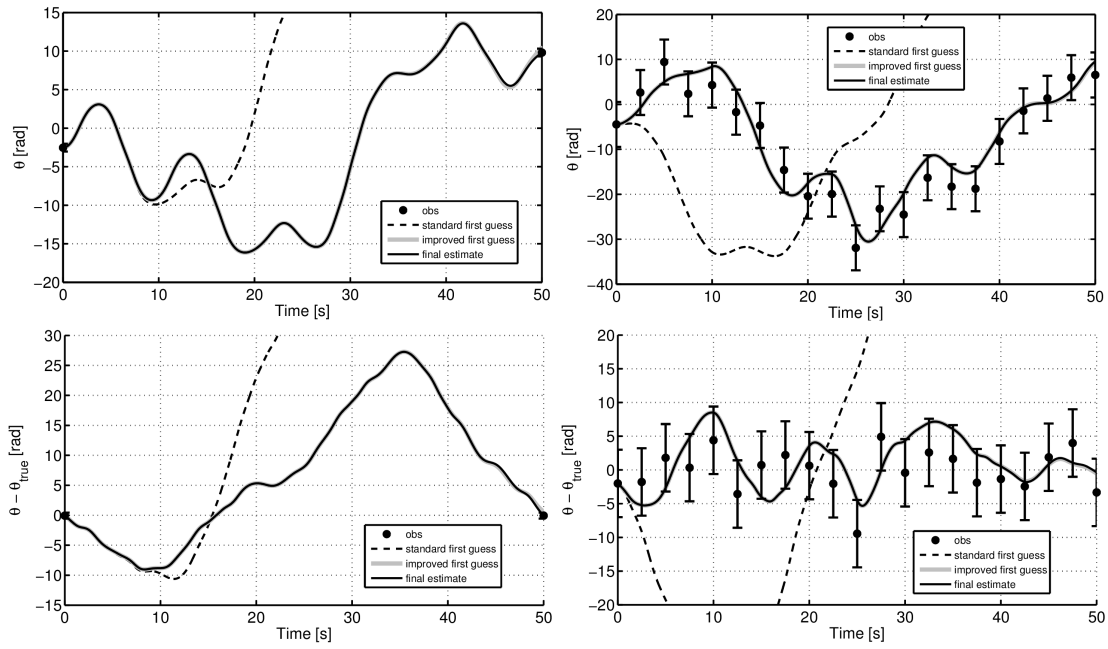 15
10
5
0
−5
−10
−15
−20
θ [rad]
0 10 20 30 40 50
Time [s]
obs
standard first guess
improved first guess
final estimate
20
10
0
−10
−20
−30
−40
θ [rad]
0 10 20 30 40 50
Time [s]
obs
standard first guess
improved first guess
final estimate
30
25
20
15
10
5
0
−5
−10
−15
θ − θtrue [rad]
0 10 20 30 40 50
Time [s]
obs
standard first guess
improved first guess
final estimate
20
15
10
5
0
−5
−10
−15
−20
θ − θtrue [rad]
0 10 20 30 40 50
Time [s]
obs
standard first guess
improved first guess
final estimate